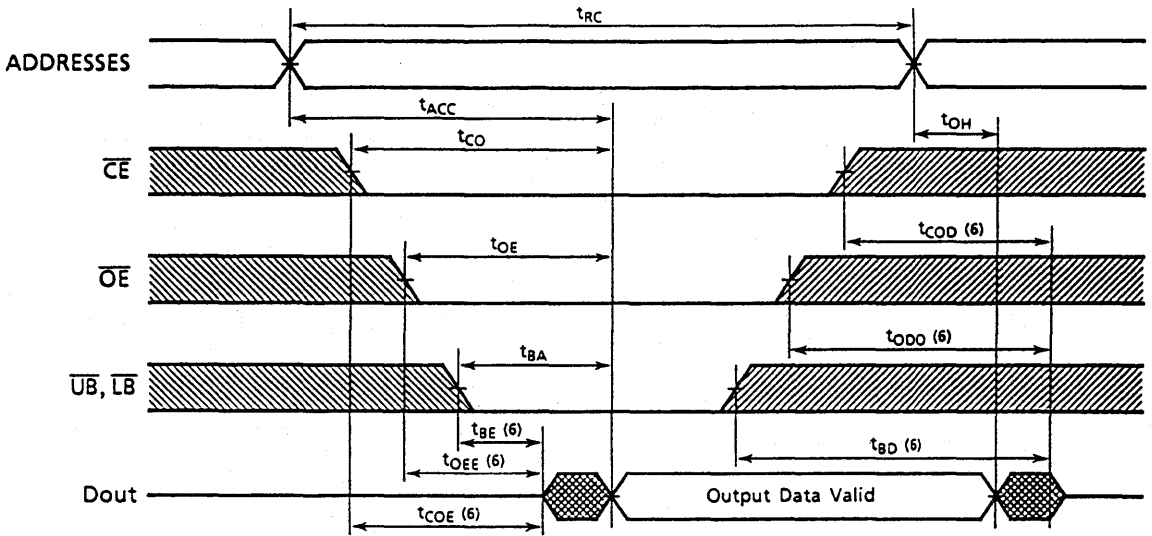 tRC
ADDRESSES
tACC
tOH
tCO
CE
tCOD (6)
tOE
OE
tODO (6)
tBA
UB, LB
tBE (6)
tBD (6)
tOEE (6)
Dout
Output Data Valid
tCOE (6)